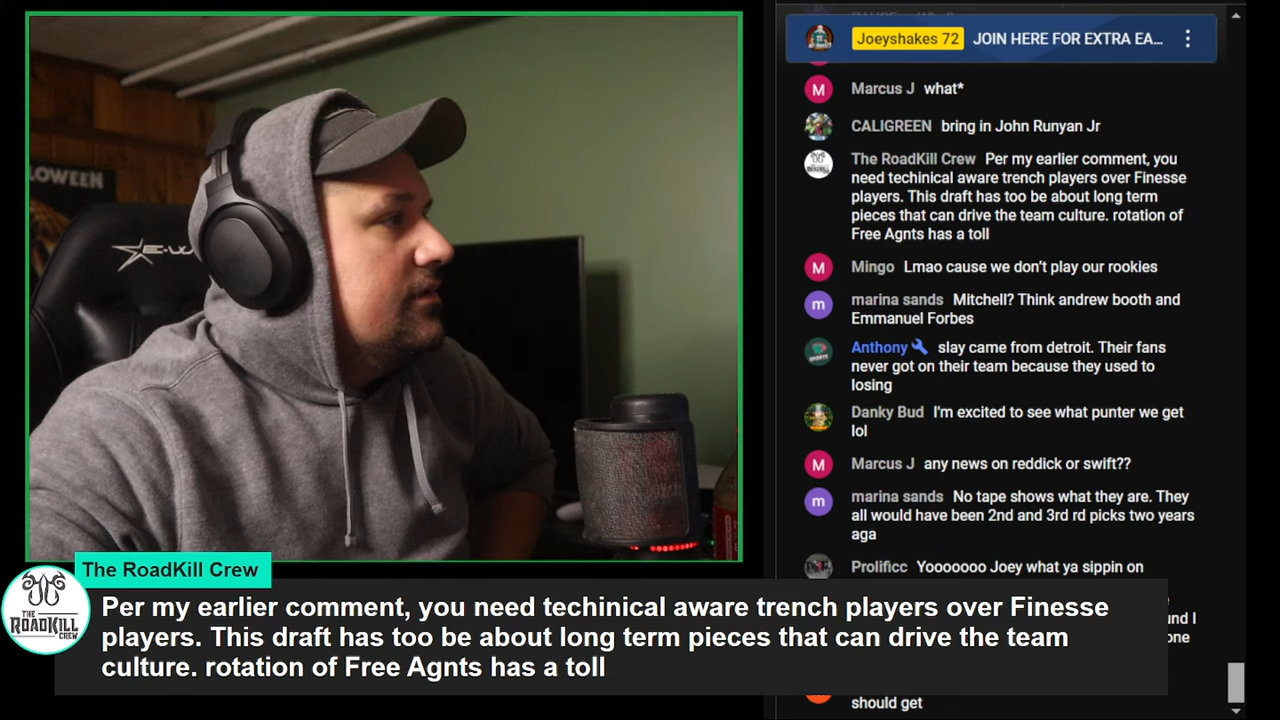 LOWEEN
E-W
Joeyshakes 72 JOIN HERE FOR EXTRA EA...
Marcus J what*
CALIGREEN bring in John Runyan Jr
The RoadKill Crew Per my earlier comment, you
need techinical aware trench players over Finesse
players. This draft has too be about long term
pieces that can drive the team culture. rotation of
Free Agnts has a toll
Mingo Lmao cause we don't play our rookies
marina sands Mitchell? Think andrew booth and
Emmanuel Forbes
Anthony slay came from detroit. Their fans
never got on their team because they used to
losing
Danky Bud I'm excited to see what punter we get
lol
Marcus J any news on reddick or swift??
marina sands No tape shows what they are. They
all would have been 2nd and 3rd rd picks two years
aga
Prolificc Yooooooo Joey what ya sippin on
und I
one
should get
The RoadKill Crew
THE
ROADKILL
CREW
Per my earlier comment, you need techinical aware trench players over Finesse
players. This draft has too be about long term pieces that can drive the team
culture. rotation of Free Agnts has a toll